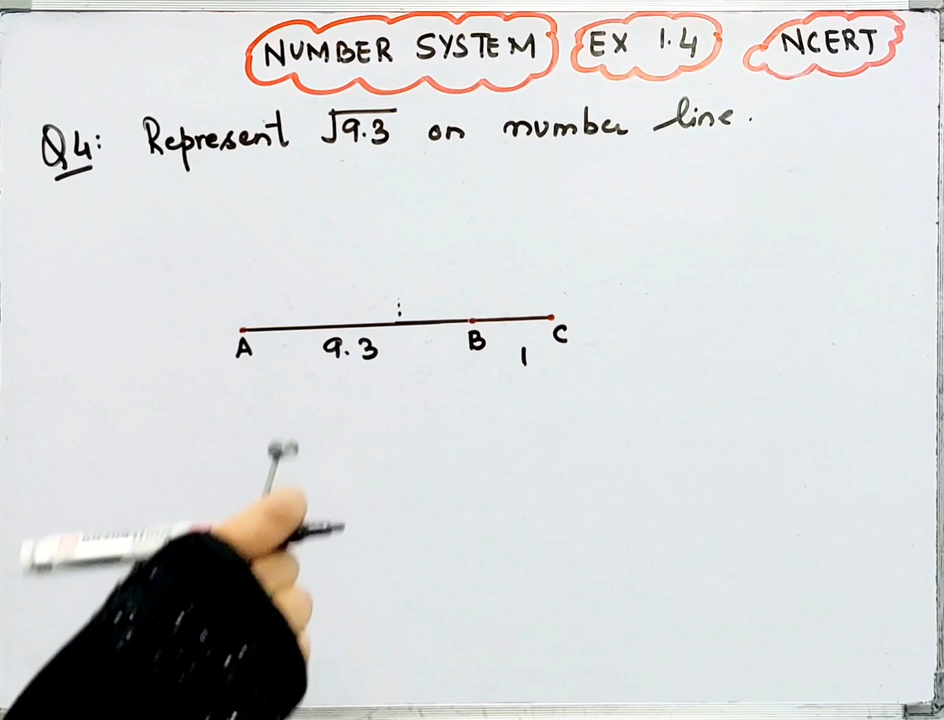 NUMBER SYSTEM EX 1.4 NCERT
Q4: Represent √9.3 on number line.
A 9.3 B 1 C